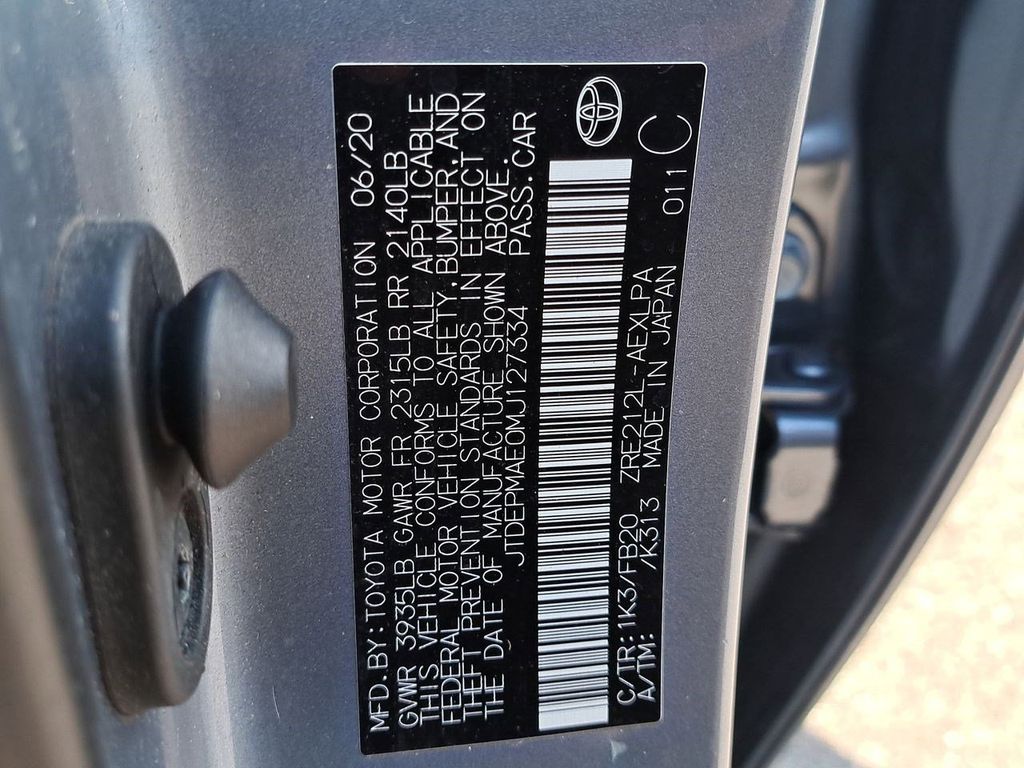 MFD.BY:TOYOTA MOTOR CORPORATION 06/20
GVWR 3935LB GAWR FR 2315LB RR 2140LB
THIS VEHICLE CONFORMS TO ALL APPLICABLE
FEDERAL MOTOR VEHICLE SAFETY,BUMPER,AND
THEFT PREVENTION STANDARDS IN EFFECT ON
THE DATE OF MANUFACTURE SHOWN ABOVE.
JTDEPMAE0MJ127334 PASS.CAR
C/TR:1K3/FB20 ZRE212L-AEXLPA 011 C
A/TM: /K313 MADE IN JAPAN